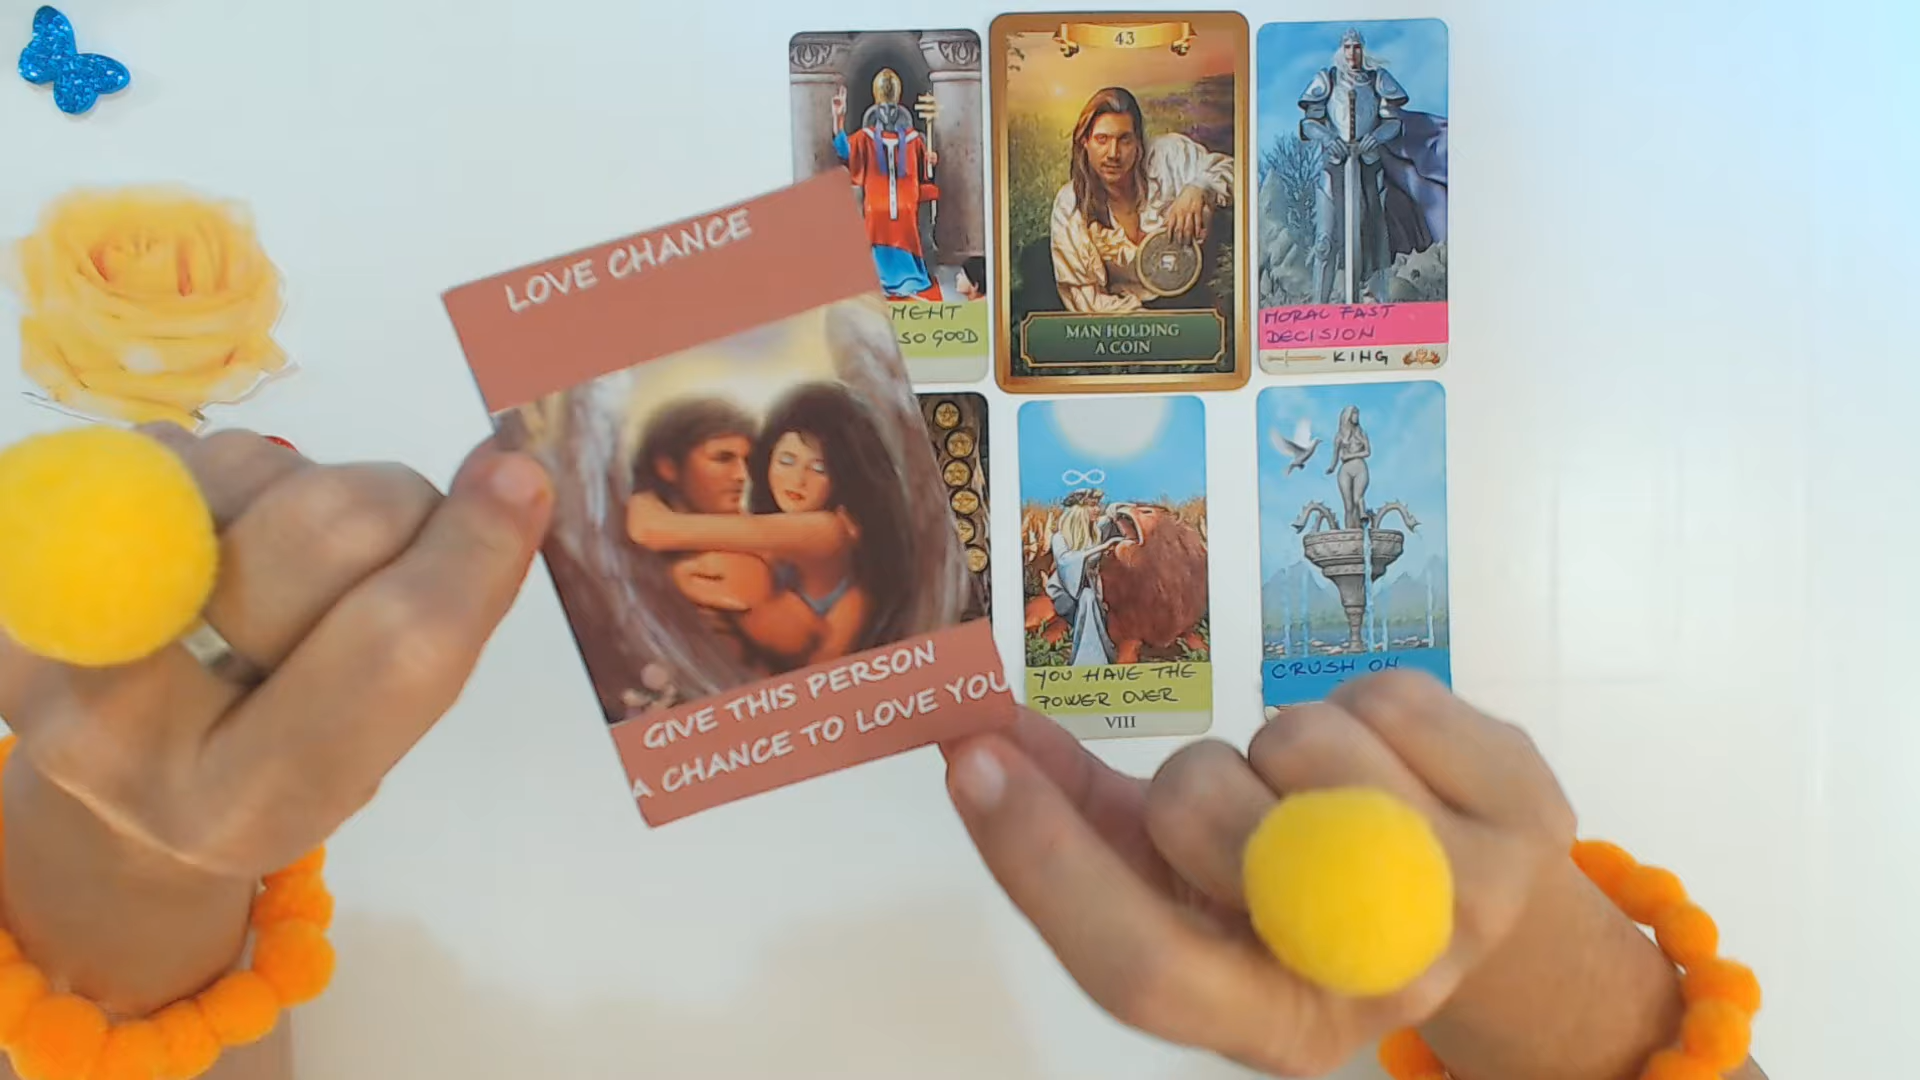 LOVE CHANCE
GIVE THIS PERSON
A CHANCE TO LOVE YOU
SO GOOD
43
MAN HOLDING
A COIN
MORAL FAST
DECISION
KING
YOU HAVE THE
POWER OVER
VIII
CRUSH ON